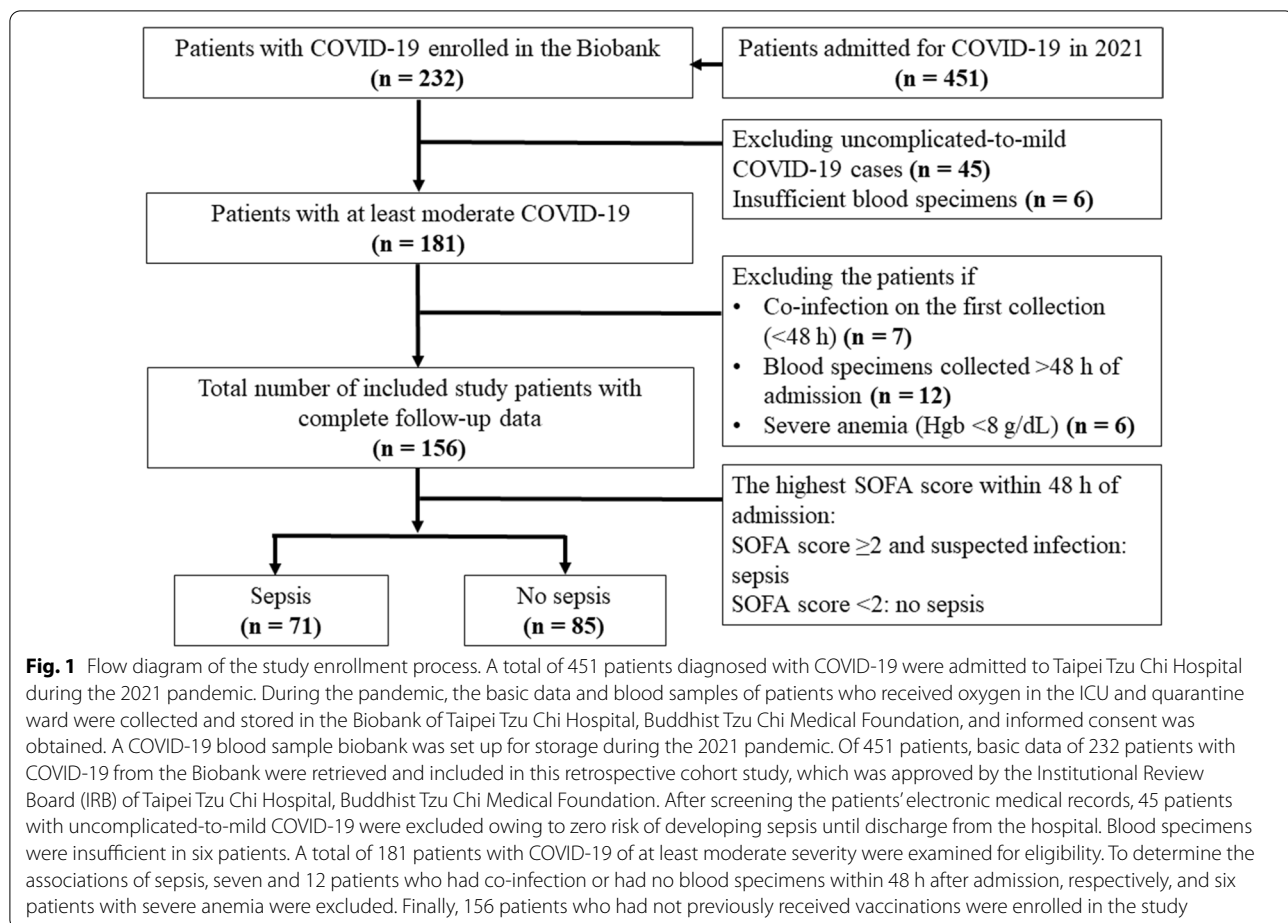 Patients with COVID-19 enrolled in the Biobank
(n = 232)
Patients admitted for COVID-19 in 2021
(n = 451)
Excluding uncomplicated-to-mild
COVID-19 cases (n = 45)
Insufficient blood specimens (n = 6)
Patients with at least moderate COVID-19
(n = 181)
Excluding the patients if
• Co-infection on the first collection
(<48 h) (n = 7)
• Blood specimens collected >48 h of
admission (n = 12)
• Severe anemia (Hgb <8 g/dL) (n = 6)
Total number of included study patients with
complete follow-up data
(n = 156)
The highest SOFA score within 48 h of
admission:
SOFA score ≥2 and suspected infection:
sepsis
SOFA score <2: no sepsis
Sepsis
(n = 71)
No sepsis
(n = 85)
Fig. 1 Flow diagram of the study enrollment process. A total of 451 patients diagnosed with COVID-19 were admitted to Taipei Tzu Chi Hospital
during the 2021 pandemic. During the pandemic, the basic data and blood samples of patients who received oxygen in the ICU and quarantine
ward were collected and stored in the Biobank of Taipei Tzu Chi Hospital, Buddhist Tzu Chi Medical Foundation, and informed consent was
obtained. A COVID-19 blood sample biobank was set up for storage during the 2021 pandemic. Of 451 patients, basic data of 232 patients with
COVID-19 from the Biobank were retrieved and included in this retrospective cohort study, which was approved by the Institutional Review
Board (IRB) of Taipei Tzu Chi Hospital, Buddhist Tzu Chi Medical Foundation. After screening the patients' electronic medical records, 45 patients
with uncomplicated-to-mild COVID-19 were excluded owing to zero risk of developing sepsis until discharge from the hospital. Blood specimens
were insufficient in six patients. A total of 181 patients with COVID-19 of at least moderate severity were examined for eligibility. To determine the
associations of sepsis, seven and 12 patients who had co-infection or had no blood specimens within 48 h after admission, respectively, and six
patients with severe anemia were excluded. Finally, 156 patients who had not previously received vaccinations were enrolled in the study